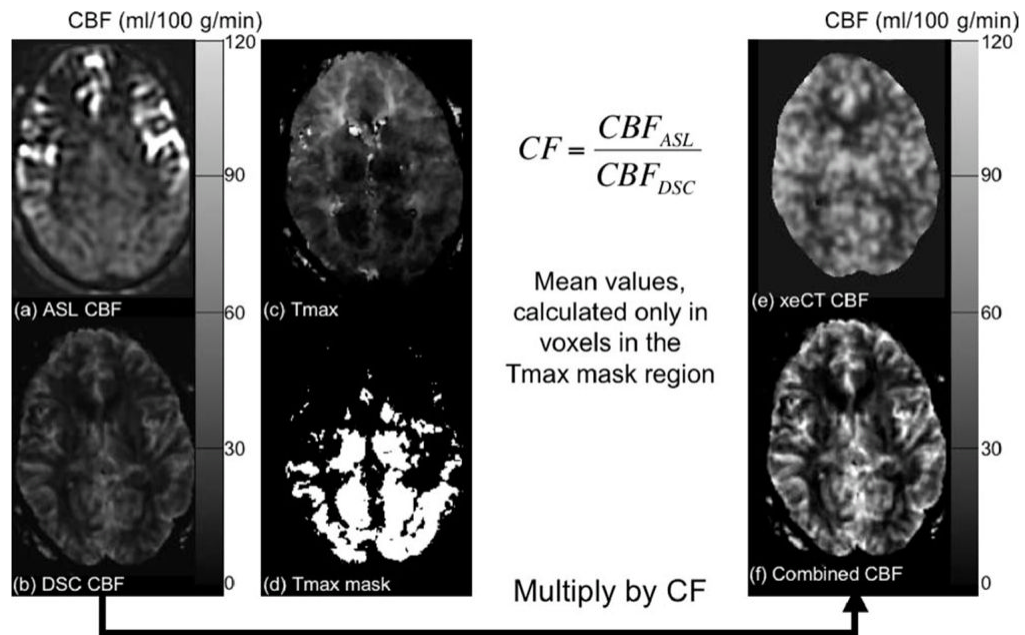 CBF (ml/100 g/min)
120
90
60
30
0
(a) ASL CBF
(b) DSC CBF
(c) Tmax
(d) Tmax mask
CF = CBF_ASL / CBF_DSC
Mean values,
calculated only in
voxels in the
Tmax mask region
Multiply by CF
CBF (ml/100 g/min)
120
90
60
30
0
(e) xeCT CBF
(f) Combined CBF